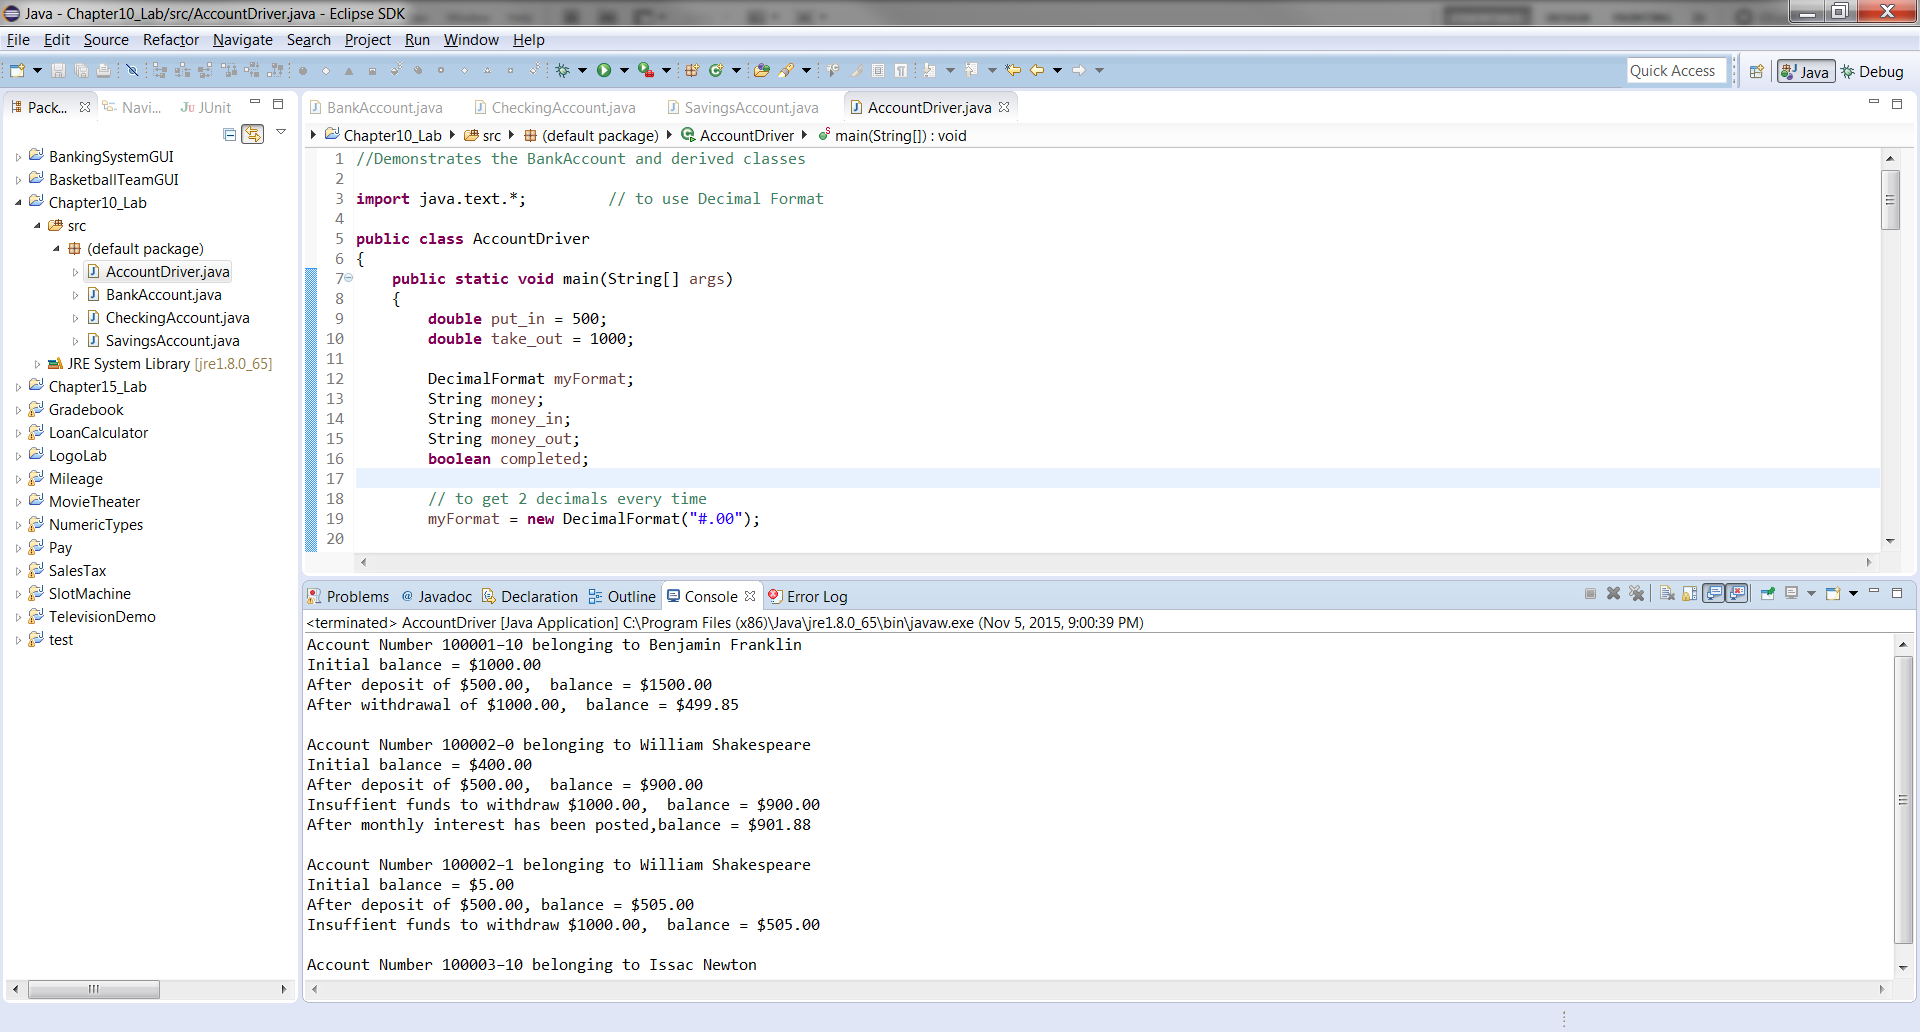 Java - Chapter10_Lab/src/AccountDriver.java - Eclipse SDK
File Edit Source Refactor Navigate Search Project Run Window Help
Quick Access Java Debug
Pack... Navi... JUnit
BankingSystemGUI
BasketballTeamGUI
Chapter10_Lab
src
(default package)
AccountDriver.java
BankAccount.java
CheckingAccount.java
SavingsAccount.java
JRE System Library [jre1.8.0_65]
Chapter15_Lab
Gradebook
LoanCalculator
LogoLab
Mileage
MovieTheater
NumericTypes
Pay
SalesTax
SlotMachine
TelevisionDemo
test
BankAccount.java CheckingAccount.java SavingsAccount.java AccountDriver.java
Chapter10_Lab src (default package) AccountDriver main(String[]) : void
1 //Demonstrates the BankAccount and derived classes
2
3 import java.text.*; // to use Decimal Format
4
5 public class AccountDriver
6 {
7 public static void main(String[] args)
8 {
9 double put_in = 500;
10 double take_out = 1000;
11
12 DecimalFormat myFormat;
13 String money;
14 String money_in;
15 String money_out;
16 boolean completed;
17
18 // to get 2 decimals every time
19 myFormat = new DecimalFormat("#.00");
20
Problems @ Javadoc Declaration Outline Console Error Log
<terminated> AccountDriver [Java Application] C:\Program Files (x86)\Java\jre1.8.0_65\bin\javaw.exe (Nov 5, 2015, 9:00:39 PM)
Account Number 100001-10 belonging to Benjamin Franklin
Initial balance = $1000.00
After deposit of $500.00,  balance = $1500.00
After withdrawal of $1000.00,  balance = $499.85
Account Number 100002-0 belonging to William Shakespeare
Initial balance = $400.00
After deposit of $500.00,  balance = $900.00
Insuffient funds to withdraw $1000.00,  balance = $900.00
After monthly interest has been posted,balance = $901.88
Account Number 100002-1 belonging to William Shakespeare
Initial balance = $5.00
After deposit of $500.00, balance = $505.00
Insuffient funds to withdraw $1000.00,  balance = $505.00
Account Number 100003-10 belonging to Issac Newton